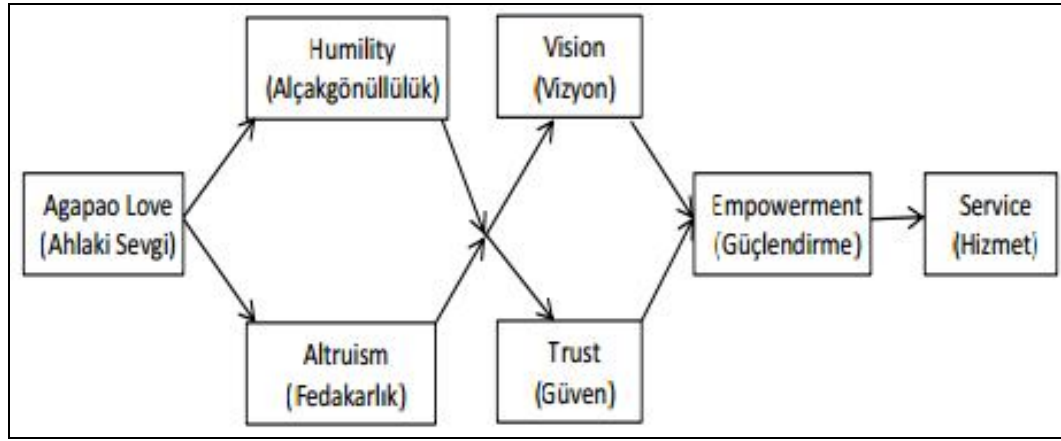 Humility
(Alçakgönüllülük)
Vision
(Vizyon)
Agapao Love
(Ahlaki Sevgi)
Empowerment
(Güçlendirme)
Service
(Hizmet)
Altruism
(Fedakarlık)
Trust
(Güven)